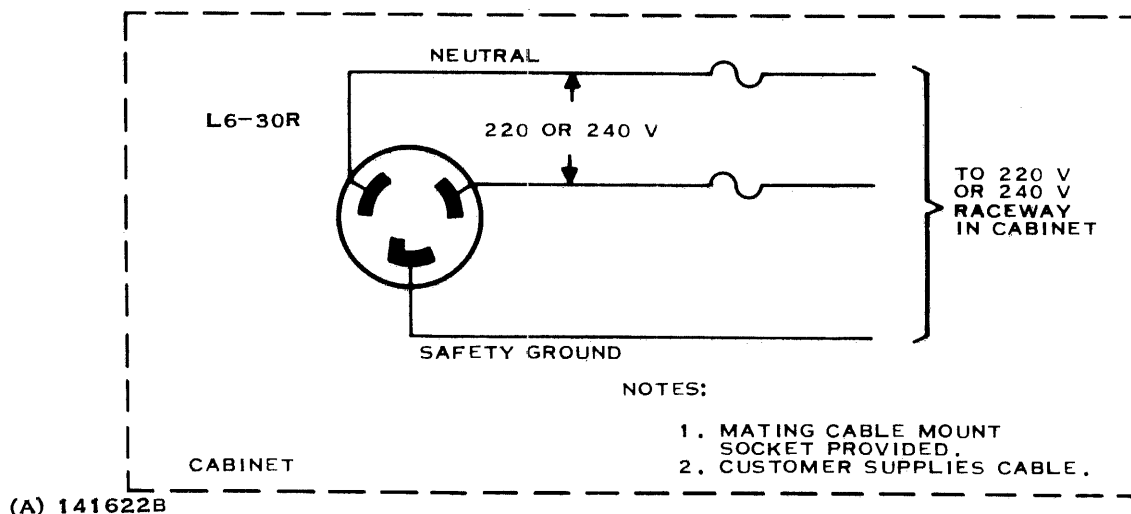 NEUTRAL
L6-30R
220 OR 240 V
TO 220 V
OR 240 V
RACEWAY
IN CABINET
SAFETY GROUND
NOTES:
1. MATING CABLE MOUNT
SOCKET PROVIDED.
2. CUSTOMER SUPPLIES CABLE.
CABINET
(A) 141622B